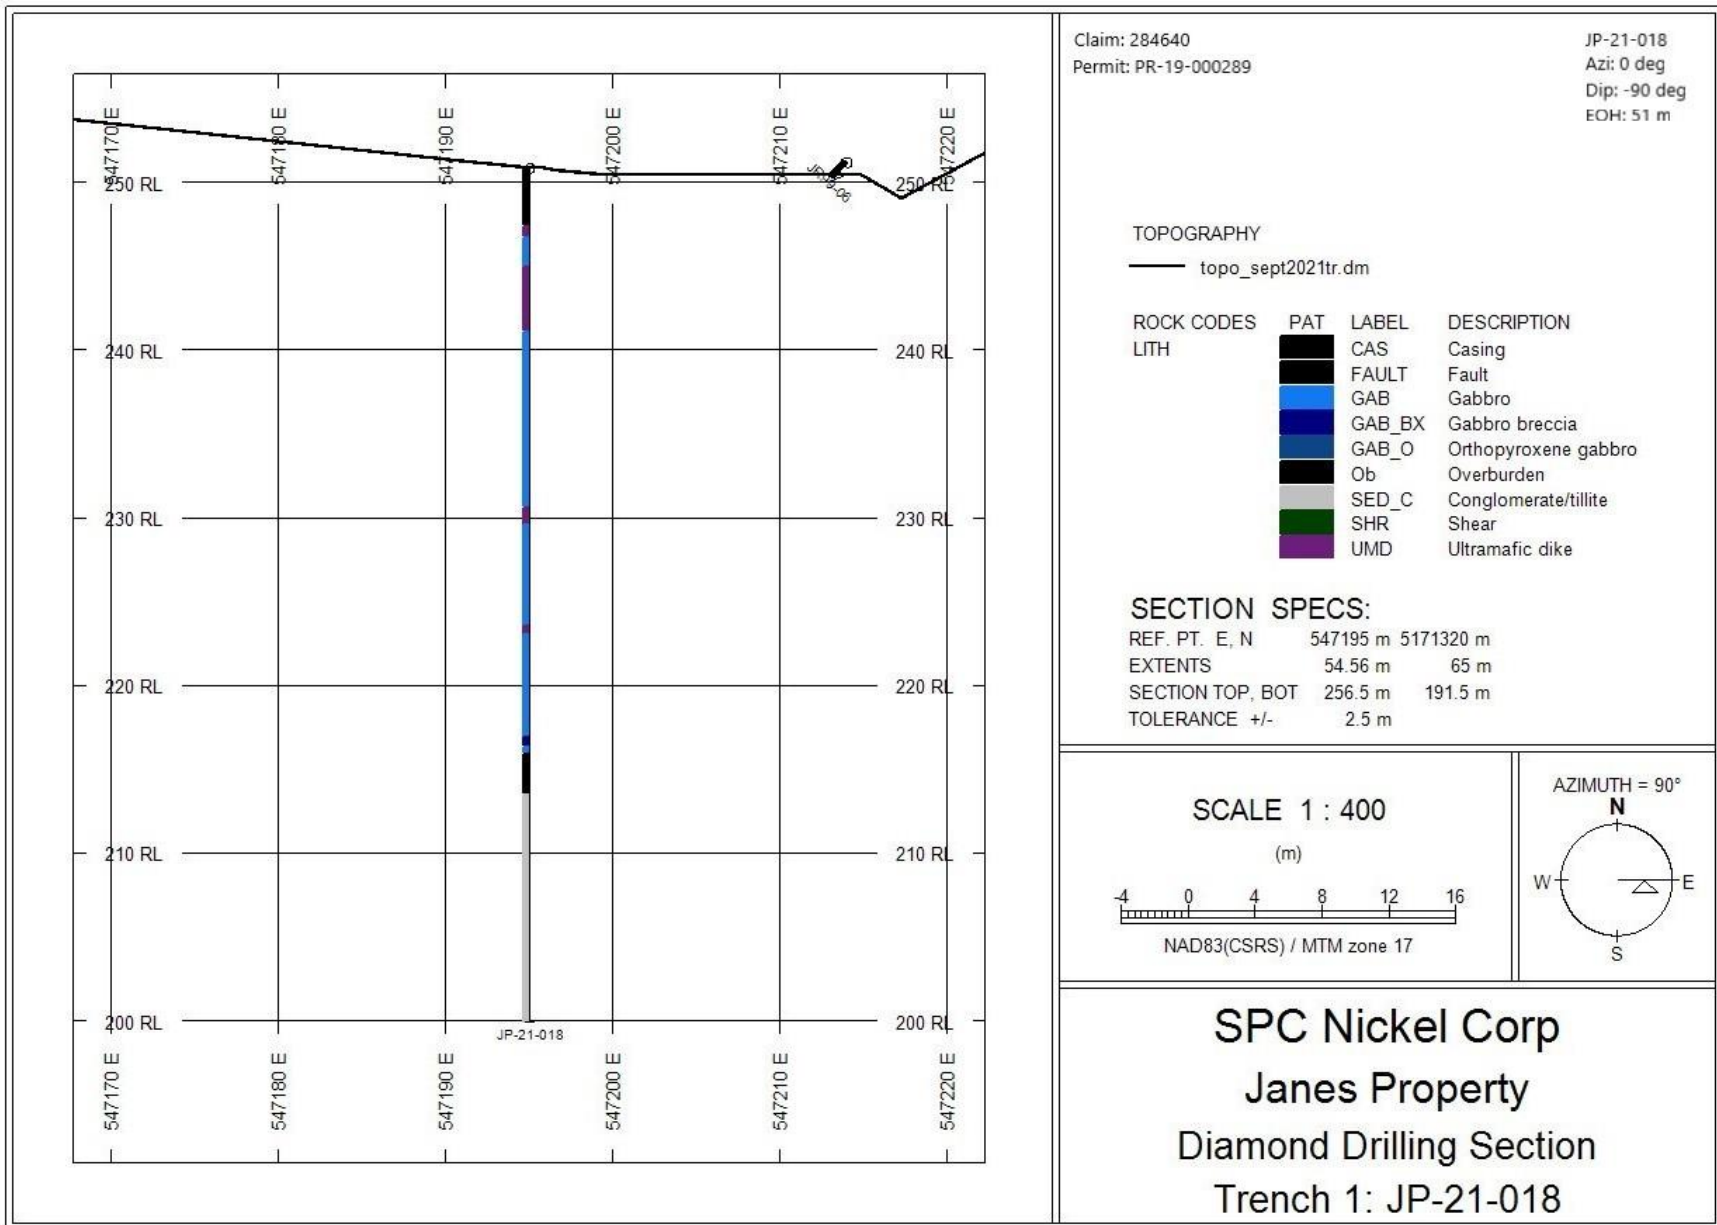 Claim: 284640
Permit: PR-19-000289
JP-21-018
Azi: 0 deg
Dip: -90 deg
EOH: 51 m
547170 E
547180 E
547190 E
547200 E
547210 E
547220 E
250 RL 250 RL
240 RL 240 RL
230 RL 230 RL
220 RL 220 RL
210 RL 210 RL
200 RL 200 RL
JP-21-018
547170 E
547180 E
547190 E
547200 E
547210 E
547220 E
TOPOGRAPHY
topo_sept2021tr.dm
ROCK CODES PAT LABEL DESCRIPTION
LITH CAS Casing
FAULT Fault
GAB Gabbro
GAB_BX Gabbro breccia
GAB_O Orthopyroxene gabbro
Ob Overburden
SED_C Conglomerate/tillite
SHR Shear
UMD Ultramafic dike
SECTION SPECS:
REF. PT. E, N 547195 m 5171320 m
EXTENTS 54.56 m 65 m
SECTION TOP, BOT 256.5 m 191.5 m
TOLERANCE +/- 2.5 m
SCALE 1 : 400
(m)
-4 0 4 8 12 16
NAD83(CSRS) / MTM zone 17
AZIMUTH = 90°
N
W E
S
SPC Nickel Corp
Janes Property
Diamond Drilling Section
Trench 1: JP-21-018